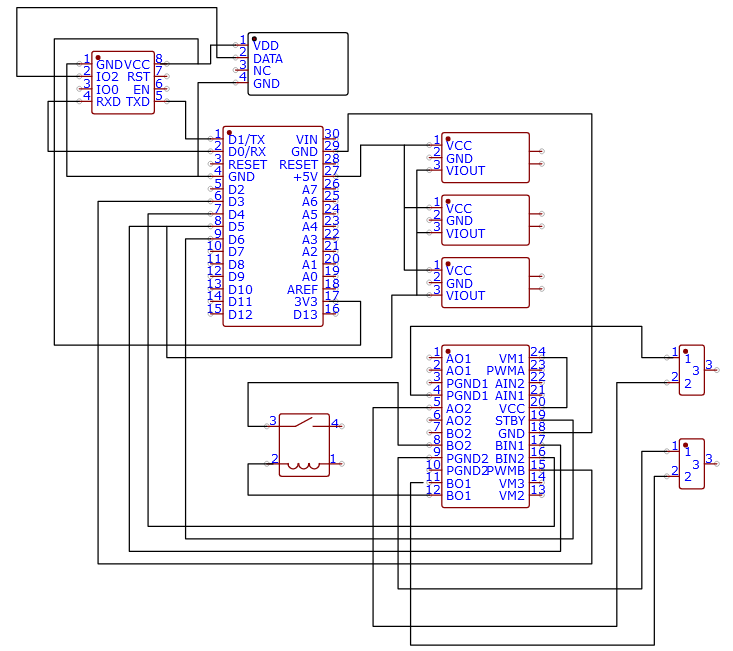 1 GND VCC 8
2 IO2 RST 7
3 IO0 EN 6
4 RXD TXD 5
1 VDD
2 DATA
3 NC
4 GND
1 D1/TX VIN 30
2 D0/RX GND 29
3 RESET RESET 28
4 GND +5V 27
5 D2 A7 26
6 D3 A6 25
7 D4 A5 24
8 D5 A4 23
9 D6 A3 22
10 D7 A2 21
11 D8 A1 20
12 D9 A0 19
13 D10 AREF 18
14 D11 3V3 17
15 D12 D13 16
1 VCC
2 GND
3 VIOUT
1 VCC
2 GND
3 VIOUT
1 VCC
2 GND
3 VIOUT
1 AO1 VM1 24
2 AO1 PWMA 23
3 PGND1 AIN2 22
4 PGND1 AIN1 21
5 AO2 VCC 20
6 AO2 STBY 19
7 BO2 GND 18
8 BO2 BIN1 17
9 PGND2 BIN2 16
10 PGND2 PWMB 15
11 BO1 VM3 14
12 BO1 VM2 13
3 4
2 1
1 1
3 3
2 2
1 1
3 3
2 2